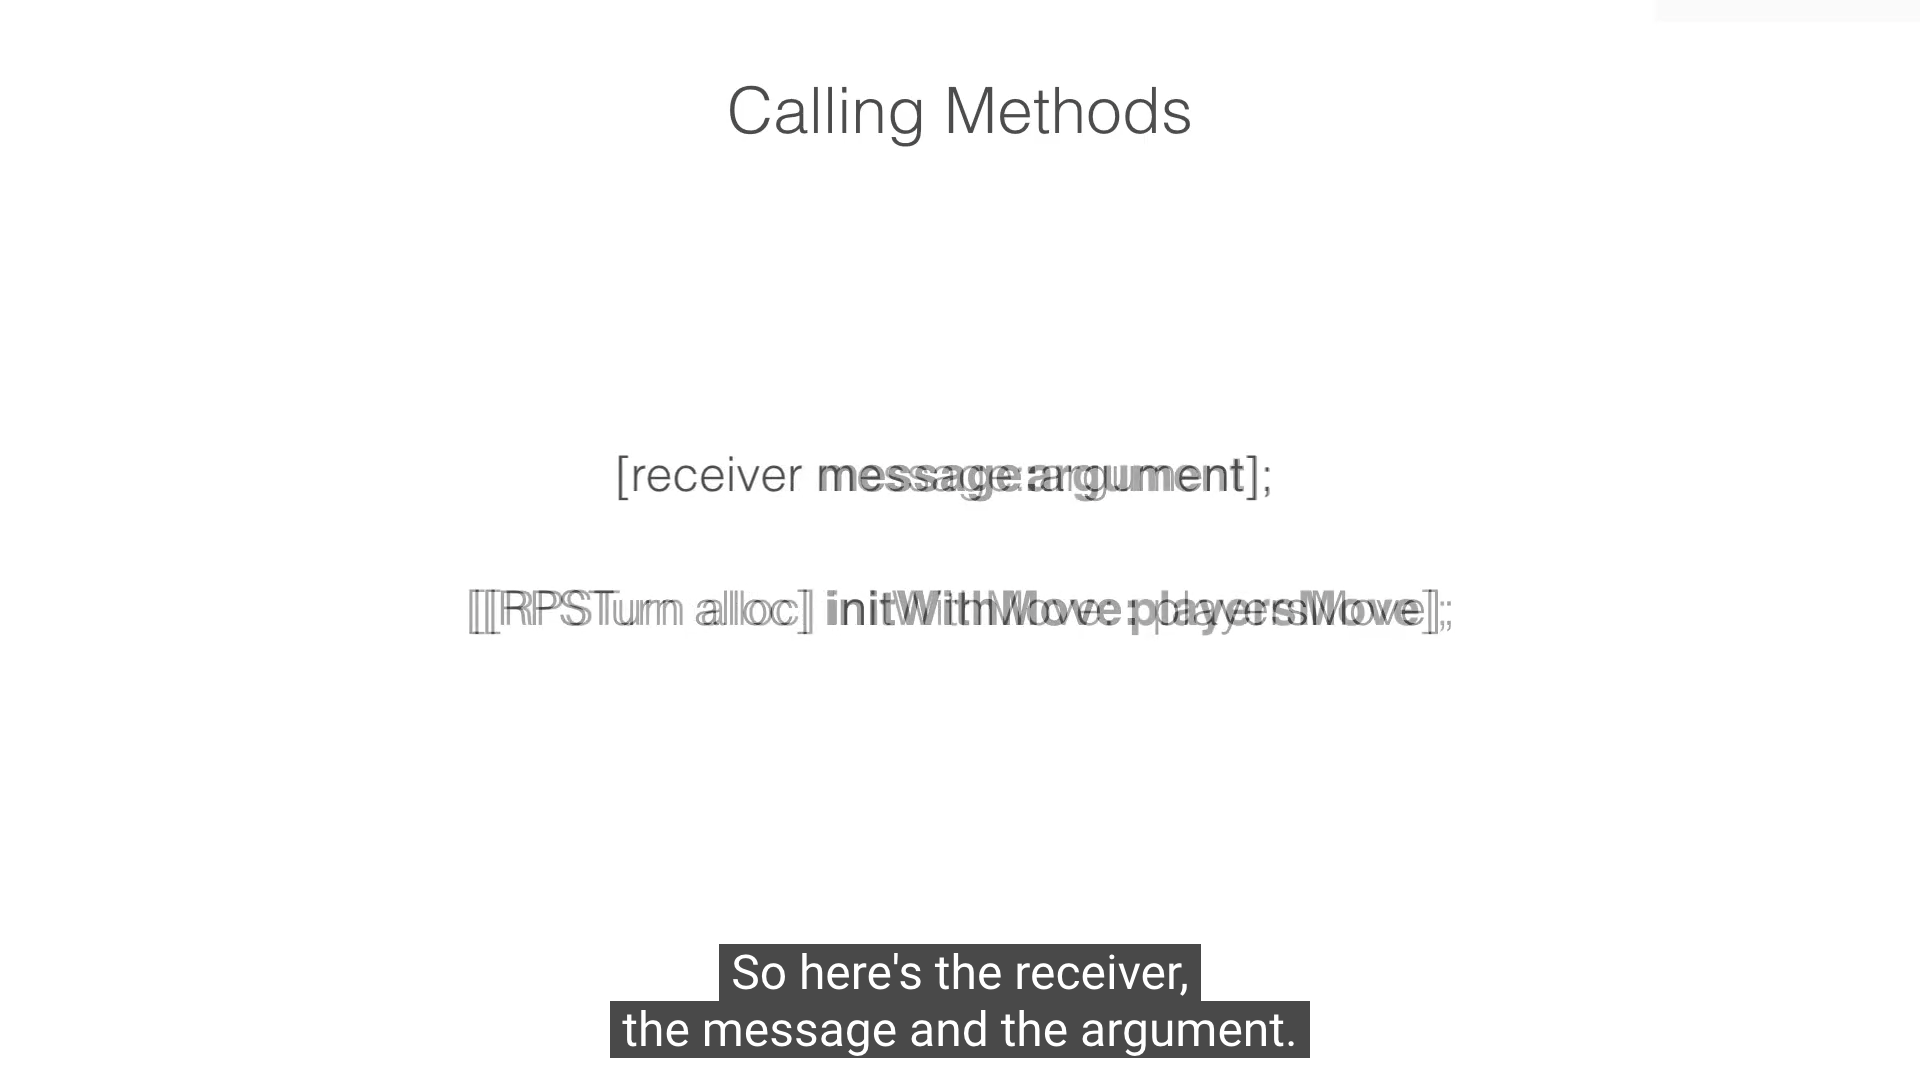 Calling Methods
[receiver message:argument];
[[RPSTurn alloc] initWithMove: playersMove];
So here's the receiver,
the message and the argument.